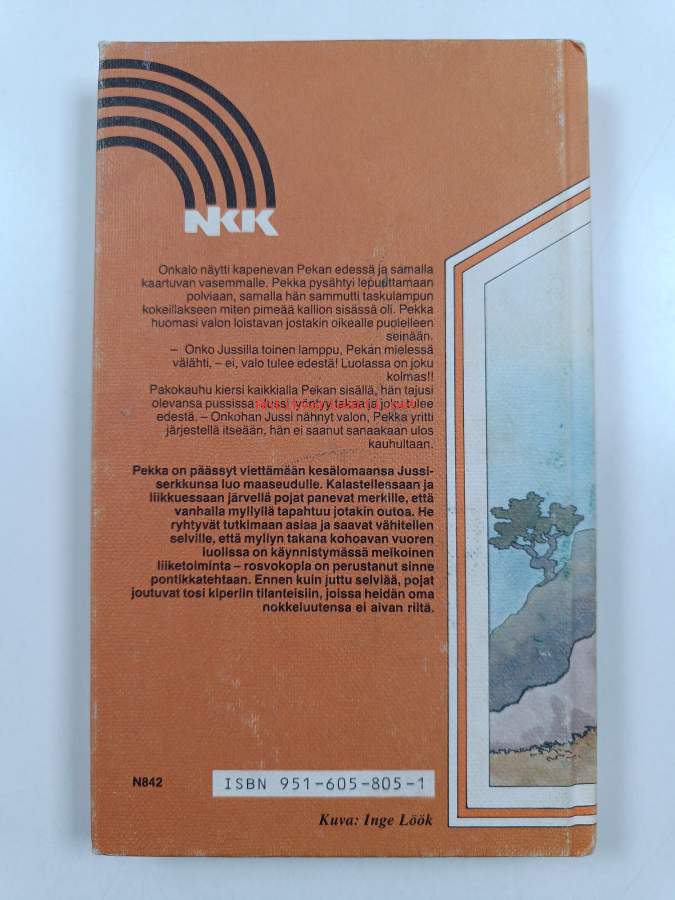 NKK
Onkalo näytti kapenevan Pekan edessä ja samalla
kaartuvan vasemmalle. Pekka pysähtyi lepuuttamaan
polviaan, samalla hän sammutti taskulampun
kokeillakseen miten pimeää kallion sisässä oli. Pekka
huomasi valon loistavan jostakin oikealle puolelleen
seinään.
– Onko Jussilla toinen lamppu, Pekan mielessä
välähti, – ei, valo tulee edestä! Luolassa on joku
kolmas!!
Pakokauhu kiersi kaikkialla Pekan sisällä, hän tajusi
olevansa pussissa. Jussi työntyy takaa ja joku tulee
edestä. – Onkohan Jussi nähnyt valon, Pekka yritti
järjestellä itseään, hän ei saanut sanaakaan ulos
kauhultaan.
Pekka on päässyt viettämään kesälomaansa Jussi-
serkkunsa luo maaseudulle. Kalastellessaan ja
liikkuessaan järvellä pojat panevat merkille, että
vanhalla myllyllä tapahtuu jotakin outoa. He
ryhtyvät tutkimaan asiaa ja saavat vähitellen
selville, että myllyn takana kohoavan vuoren
luolissa on käynnistymässä melkoinen
liiketoiminta – rosvokopla on perustanut sinne
pontikkatehtaan. Ennen kuin juttu selviää, pojat
joutuvat tosi kiperiin tilanteisiin, joissa heidän oma
nokkeluutensa ei aivan riitä.
N842
ISBN 951-605-805-1
Kuva: Inge Löök